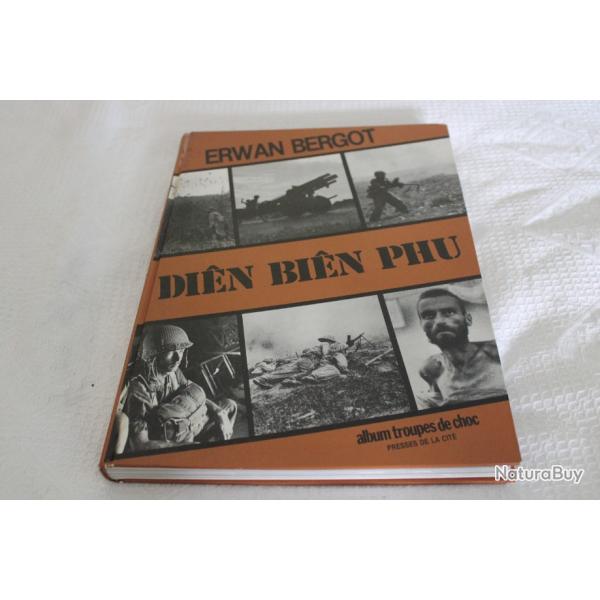 ERWAN BERGOT
DIÊN BIÊN PHU
album troupes de choc
PRESSES DE LA CITÉ
NaturaBuy